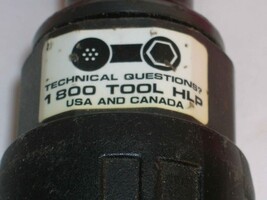 TECHNICAL QUESTIONS?
1 800 TOOL HLP
USA AND CANADA